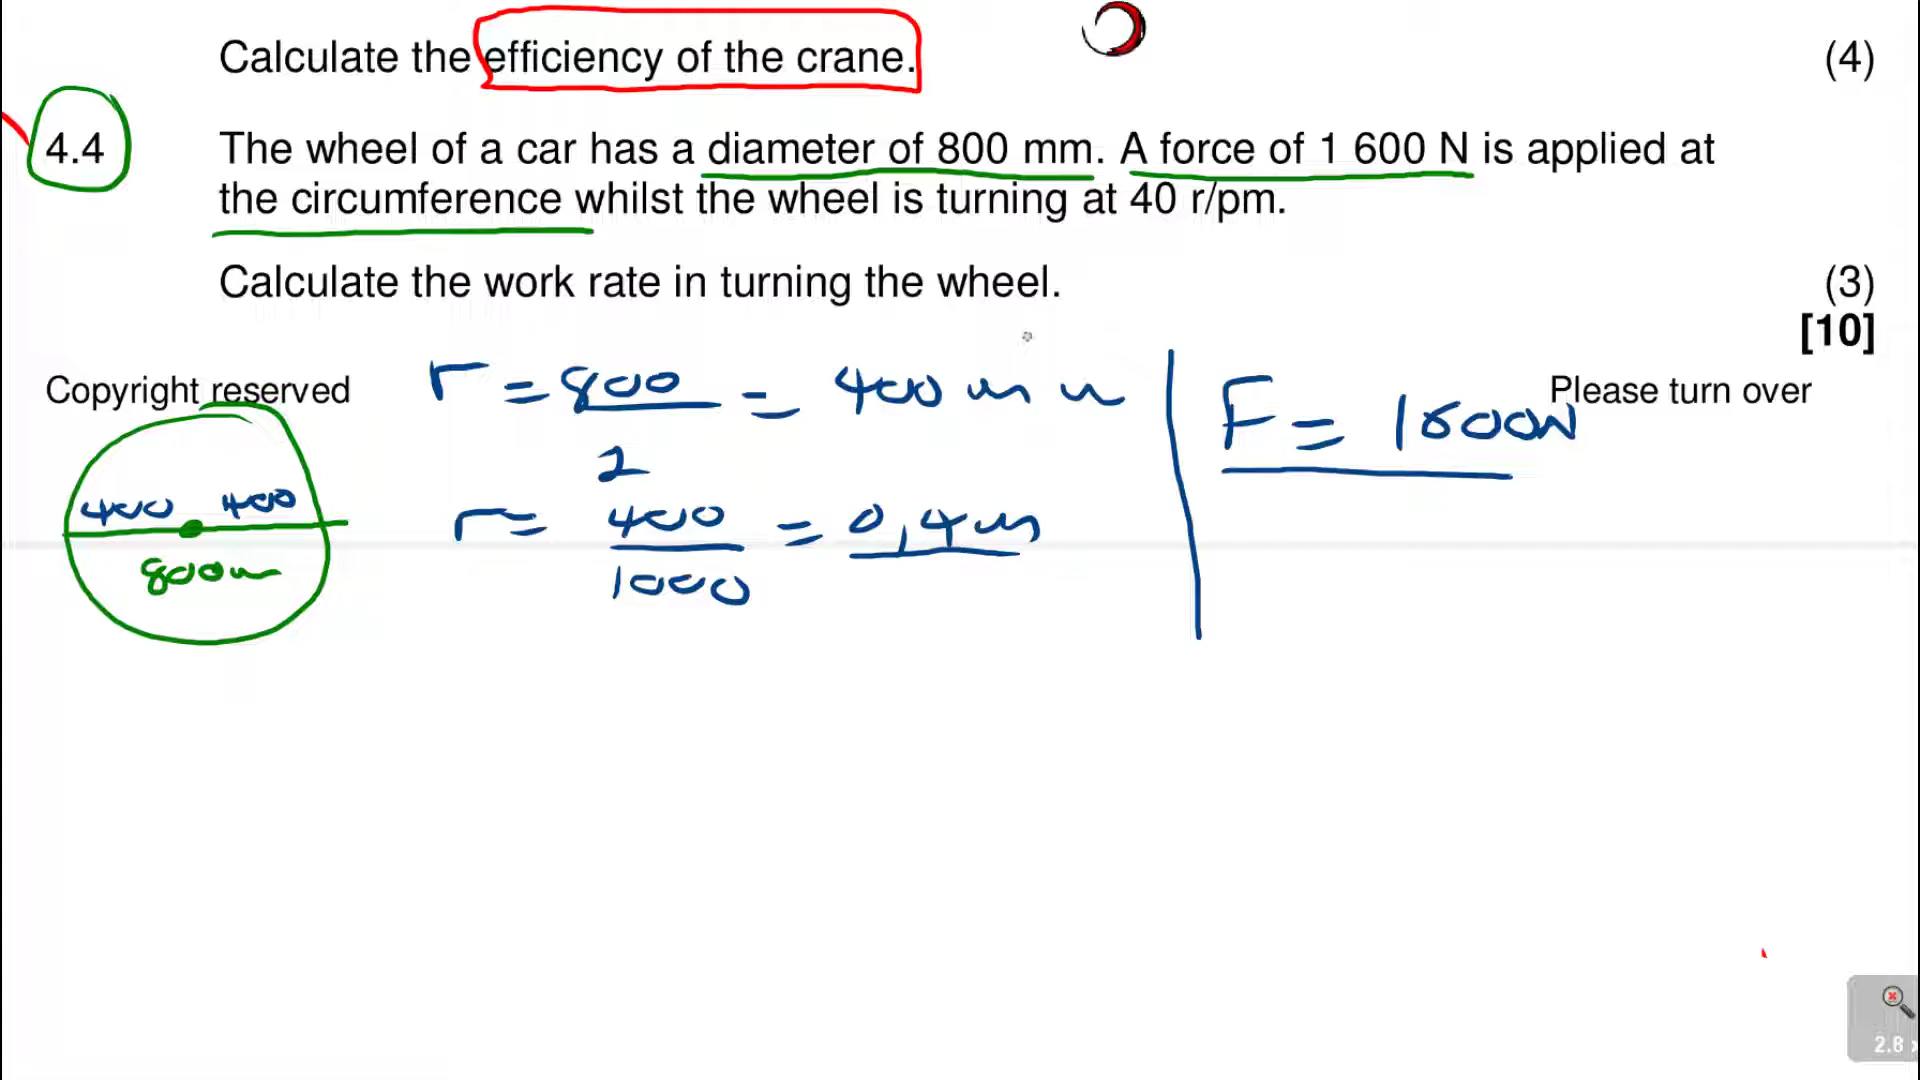 Calculate the efficiency of the crane. (4)
4.4 The wheel of a car has a diameter of 800 mm. A force of 1 600 N is applied at
the circumference whilst the wheel is turning at 40 r/pm.
Calculate the work rate in turning the wheel. (3)
[10]
Copyright reserved Please turn over
r = 800/2 = 400 mm
F = 1600N
400 400
r = 400/1000 = 0,4m
800m
2.8 x